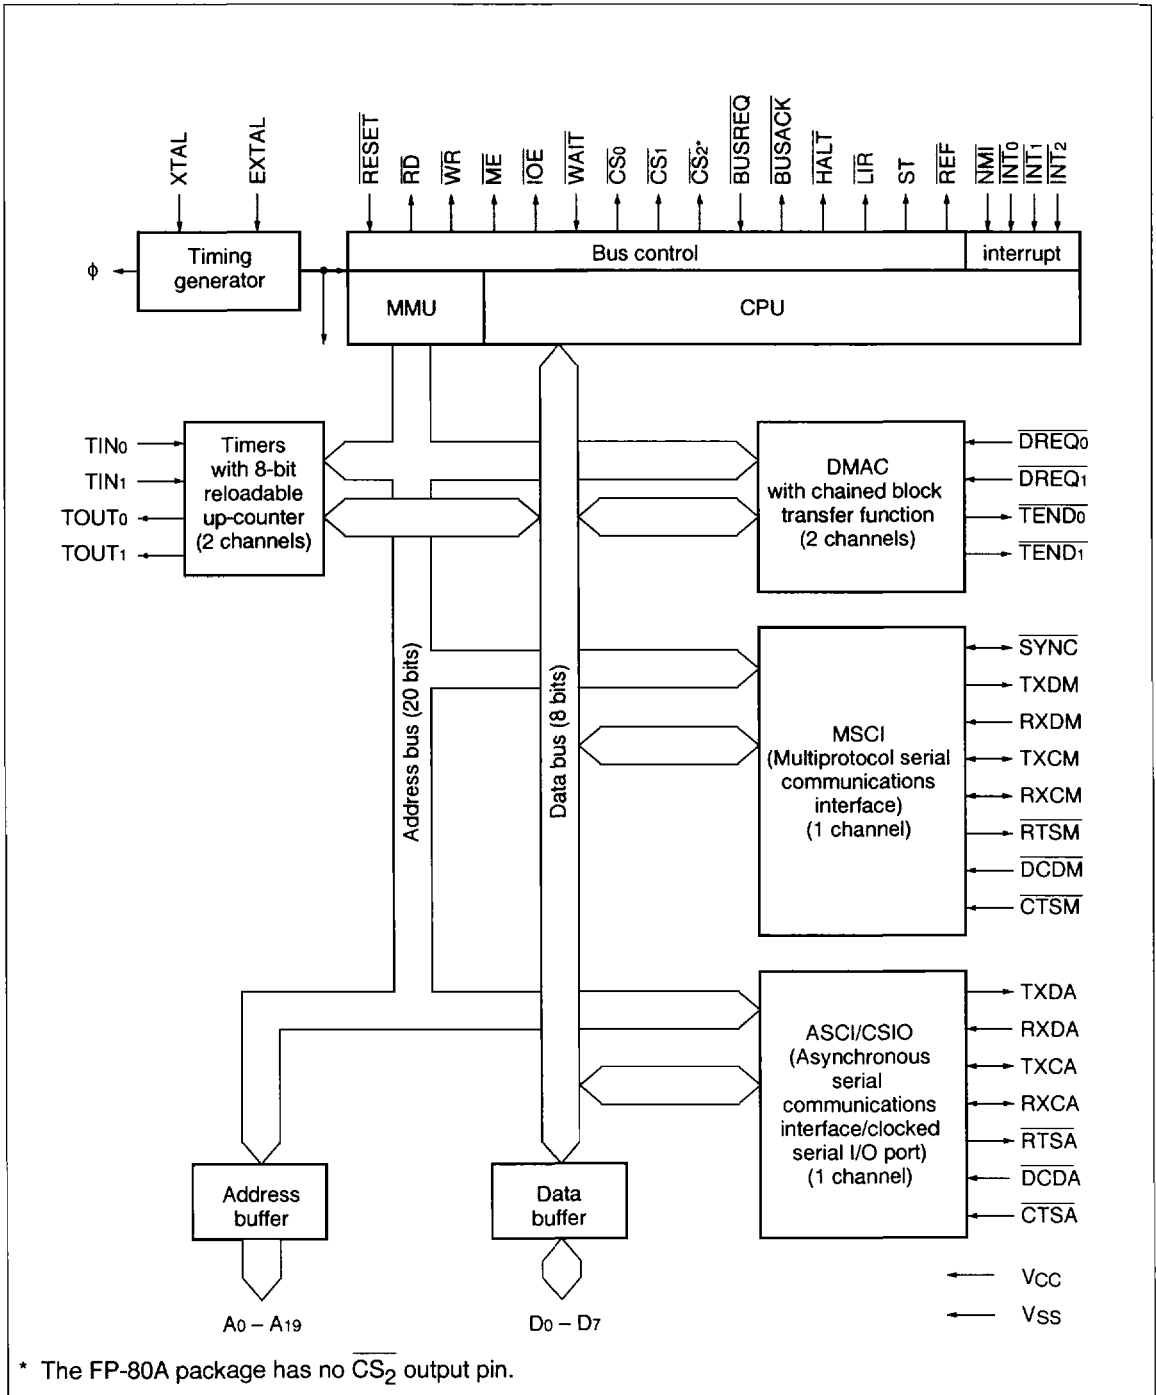 XTAL
EXTAL
RESET
RD
WR
ME
IOE
WAIT
CS0
CS1
CS2*
BUSREQ
BUSACK
HALT
LIR
ST
REF
NMI
INT0
INT1
INT2
ϕ
Timing
generator
Bus control
interrupt
MMU
CPU
TIN0
TIN1
TOUT0
TOUT1
Timers
with 8-bit
reloadable
up-counter
(2 channels)
DMAC
with chained block
transfer function
(2 channels)
DREQ0
DREQ1
TEND0
TEND1
Address bus (20 bits)
Data bus (8 bits)
MSCI
(Multiprotocol serial
communications
interface)
(1 channel)
SYNC
TXDM
RXDM
TXCM
RXCM
RTSM
DCDM
CTSM
ASCI/CSIO
(Asynchronous
serial
communications
interface/clocked
serial I/O port)
(1 channel)
TXDA
RXDA
TXCA
RXCA
RTSA
DCDA
CTSA
Address
buffer
Data
buffer
VCC
VSS
A0 – A19
D0 – D7
* The FP-80A package has no CS2 output pin.